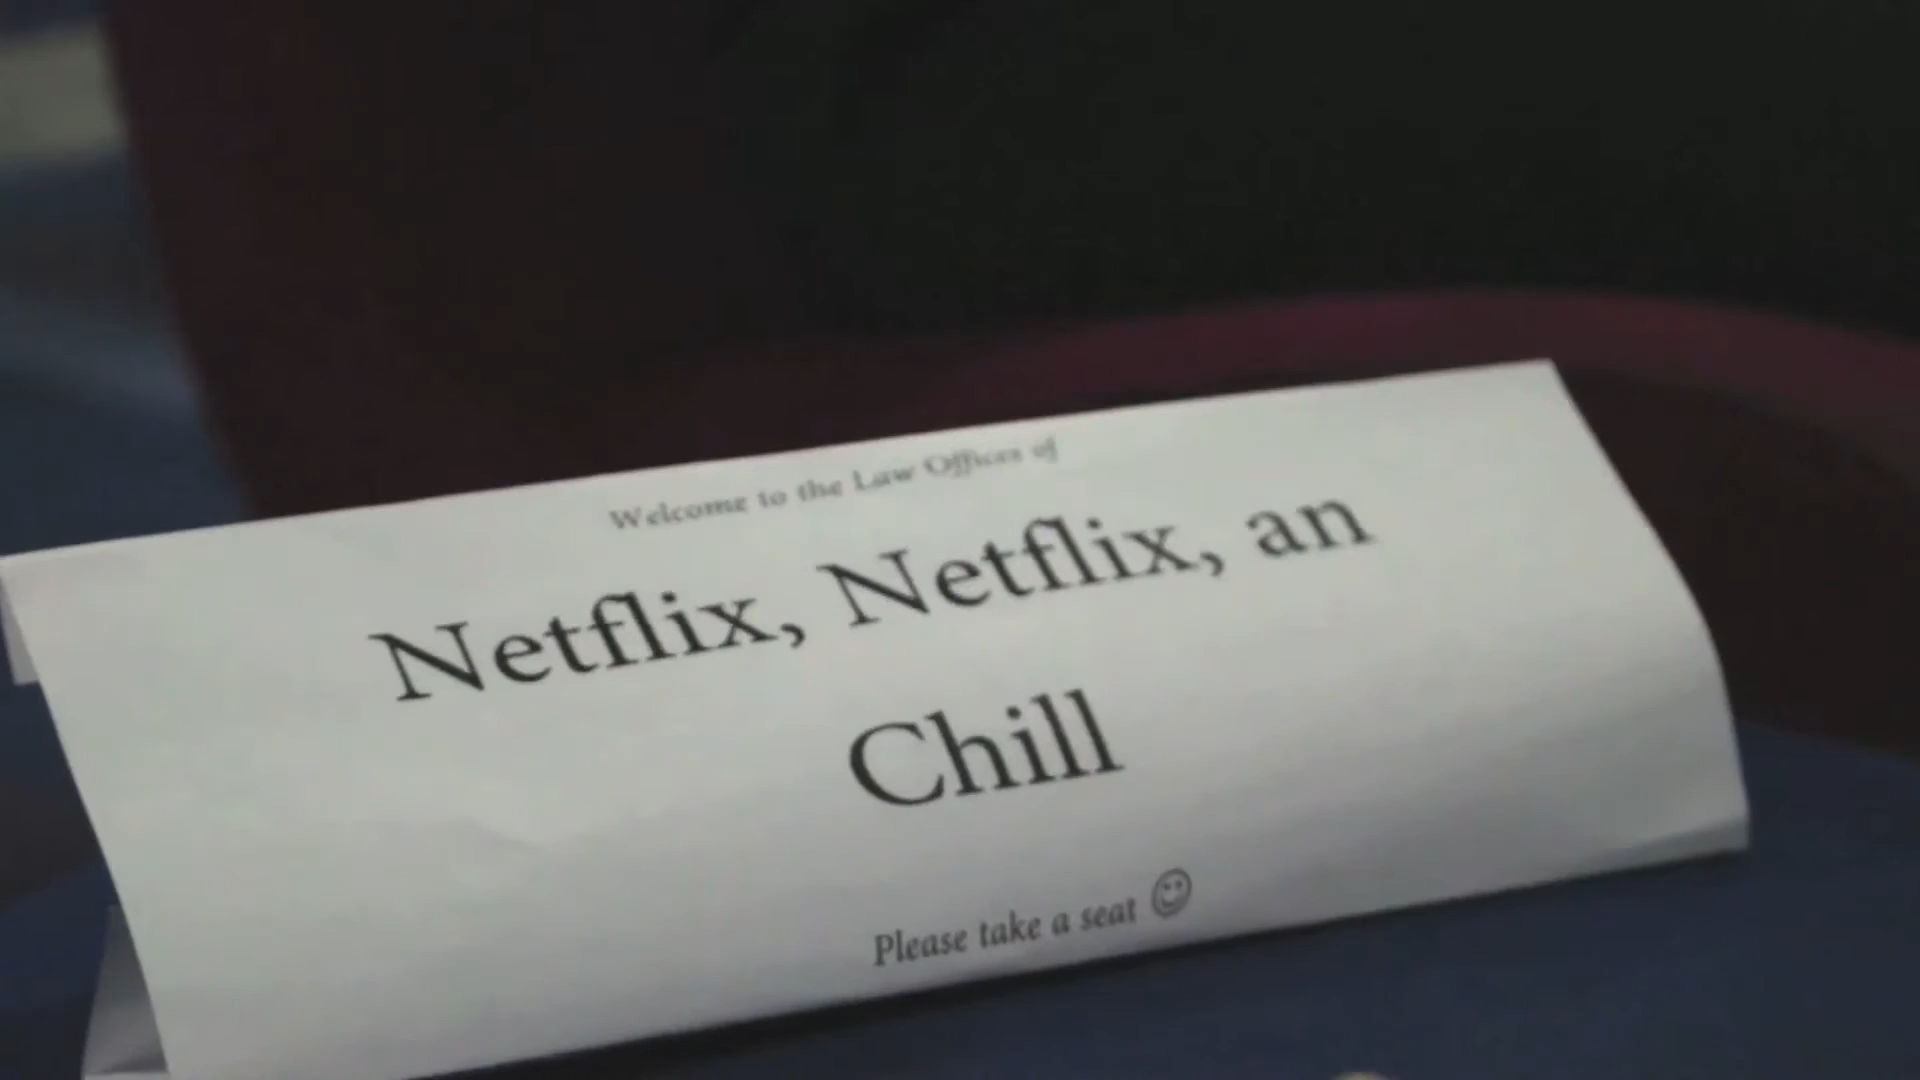 Welcome to the Law Offices of
Netflix, Netflix, an
Chill
Please take a seat ☺